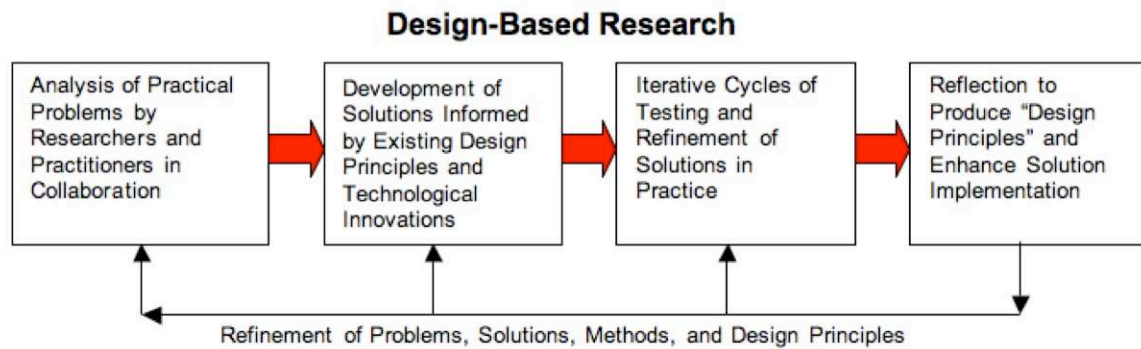 Design-Based Research
Analysis of Practical
Problems by
Researchers and
Practitioners in
Collaboration
Development of
Solutions Informed
by Existing Design
Principles and
Technological
Innovations
Iterative Cycles of
Testing and
Refinement of
Solutions in
Practice
Reflection to
Produce “Design
Principles" and
Enhance Solution
Implementation
Refinement of Problems, Solutions, Methods, and Design Principles